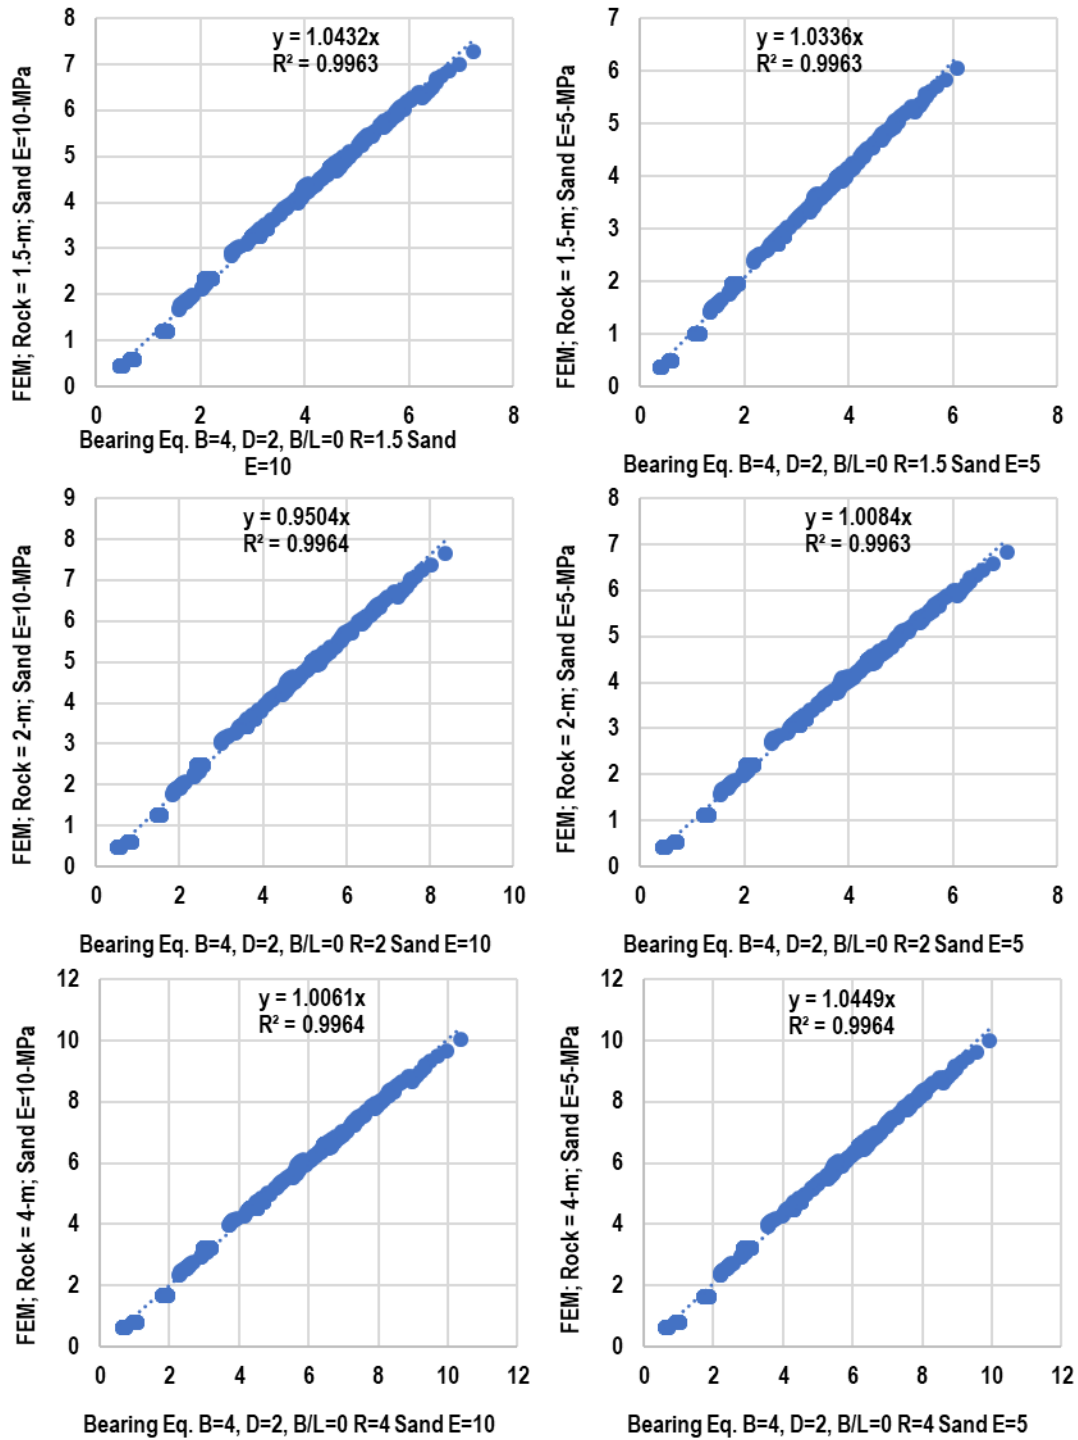 y = 1.0432x
R² = 0.9963
FEM; Rock = 1.5-m; Sand E=10-MPa
8
7
6
5
4
3
2
1
0
0 2 4 6 8
Bearing Eq. B=4, D=2, B/L=0 R=1.5 Sand
E=10
y = 1.0336x
R² = 0.9963
FEM; Rock = 1.5-m; Sand E=5-MPa
7
6
5
4
3
2
1
0
0 2 4 6 8
Bearing Eq. B=4, D=2, B/L=0 R=1.5 Sand E=5
y = 0.9504x
R² = 0.9964
FEM; Rock = 2-m; Sand E=10-MPa
9
8
7
6
5
4
3
2
1
0
0 2 4 6 8 10
Bearing Eq. B=4, D=2, B/L=0 R=2 Sand E=10
y = 1.0084x
R² = 0.9963
FEM; Rock = 2-m; Sand E=5-MPa
8
7
6
5
4
3
2
1
0
0 2 4 6 8
Bearing Eq. B=4, D=2, B/L=0 R=2 Sand E=5
y = 1.0061x
R² = 0.9964
FEM; Rock = 4-m; Sand E=10-MPa
12
10
8
6
4
2
0
0 2 4 6 8 10 12
Bearing Eq. B=4, D=2, B/L=0 R=4 Sand E=10
y = 1.0449x
R² = 0.9964
FEM; Rock = 4-m; Sand E=5-MPa
12
10
8
6
4
2
0
0 2 4 6 8 10 12
Bearing Eq. B=4, D=2, B/L=0 R=4 Sand E=5